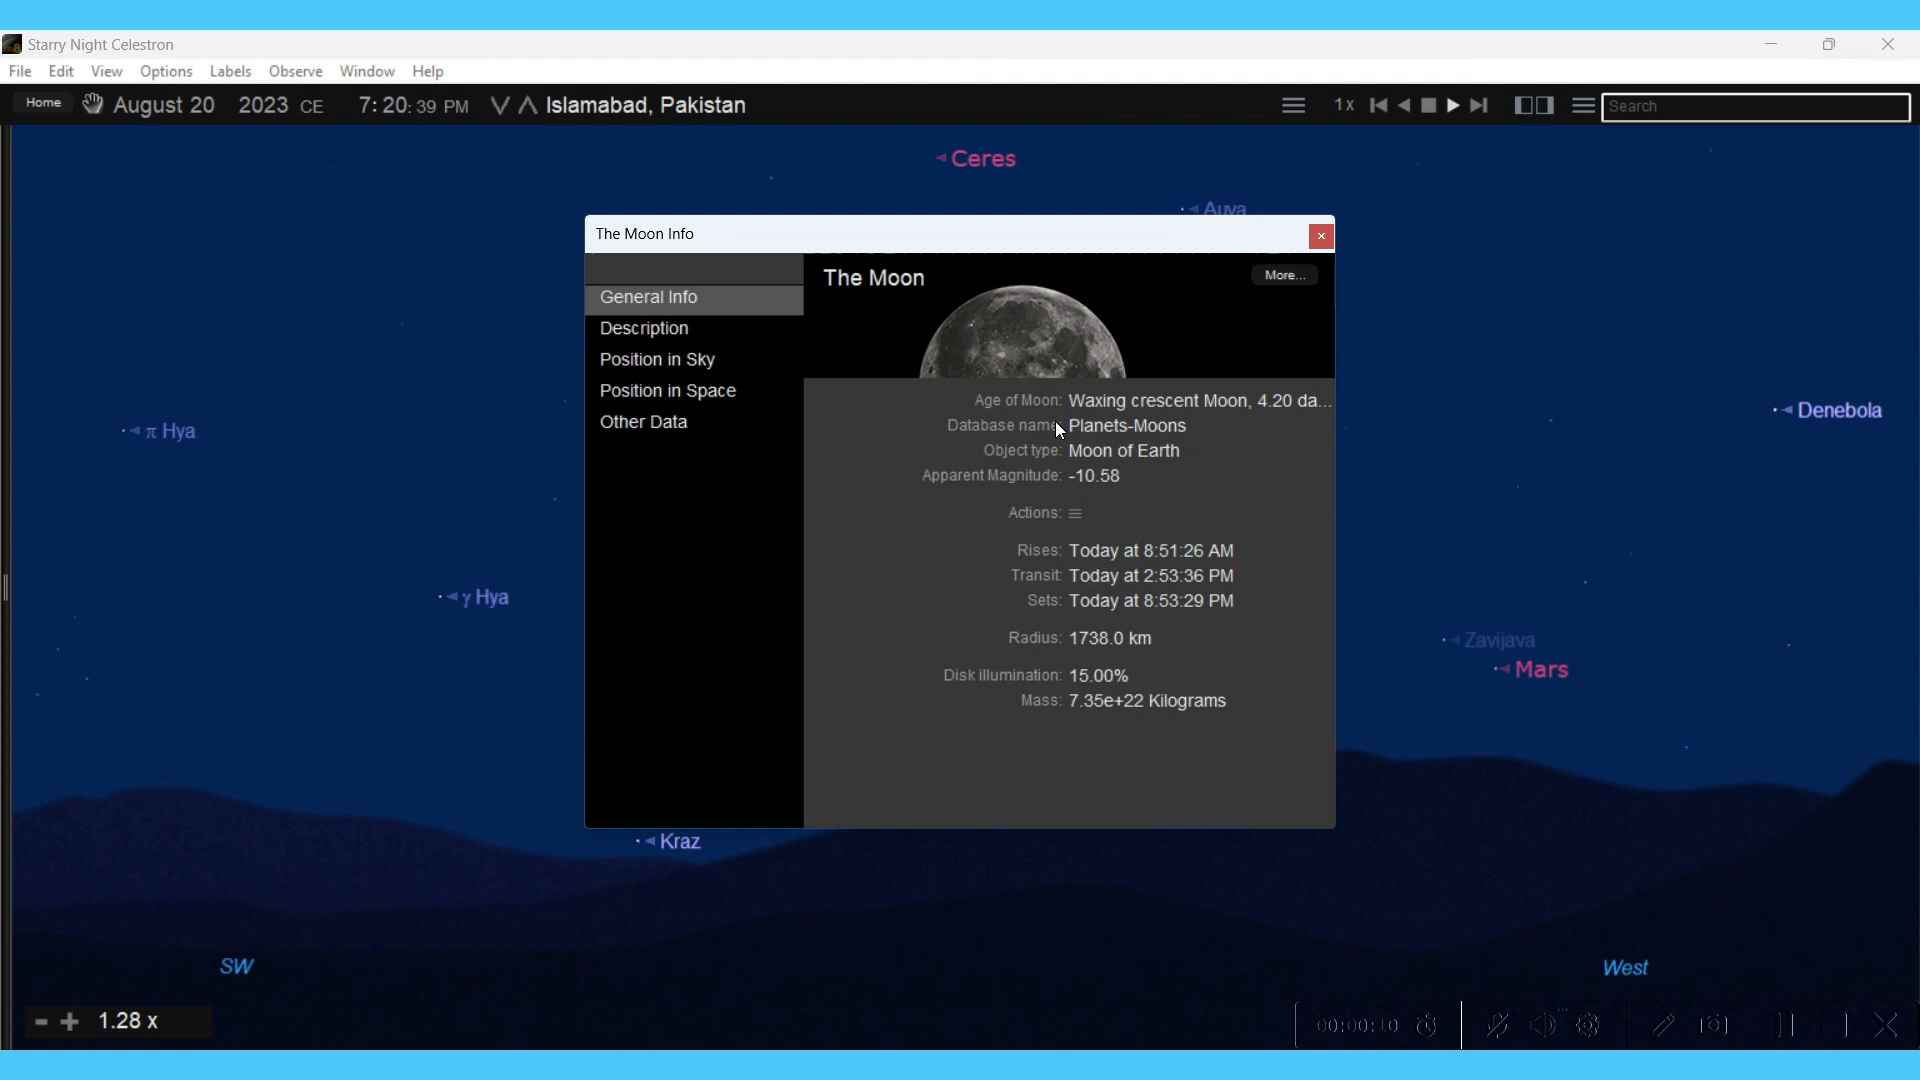 Starry Night Celestron
File Edit View Options Labels Observe Window Help
Home August 20 2023 CE 7:20:39 PM Islamabad, Pakistan 1x Search
Ceres
Auva
The Moon Info
The Moon More...
General Info
Description
Position in Sky
Position in Space
Other Data
Age of Moon: Waxing crescent Moon, 4.20 da...
Database name: Planets-Moons
Object type: Moon of Earth
Apparent Magnitude: -10.58
Actions:
Rises: Today at 8:51:26 AM
Transit: Today at 2:53:36 PM
Sets: Today at 8:53:29 PM
Radius: 1738.0 km
Disk illumination: 15.00%
Mass: 7.35e+22 Kilograms
Denebola
π Hya
γ Hya
Zavijava
Mars
Kraz
SW
West
1.28 x
00:00:10